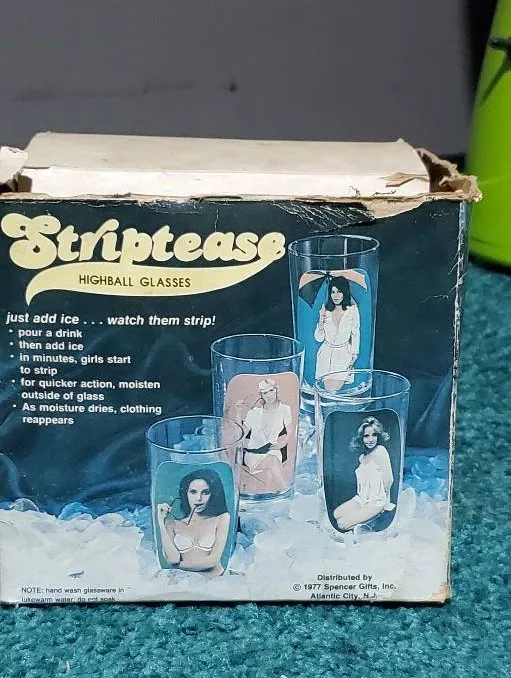 Striptease
HIGHBALL GLASSES
just add ice . . . watch them strip!
• pour a drink
• then add ice
• in minutes, girls start
to strip
• for quicker action, moisten
outside of glass
• As moisture dries, clothing
reappears
NOTE: hand wash glassware in
lukewarm water: do not soak
Distributed by
© 1977 Spencer Gifts, Inc.
Atlantic City, N.J.